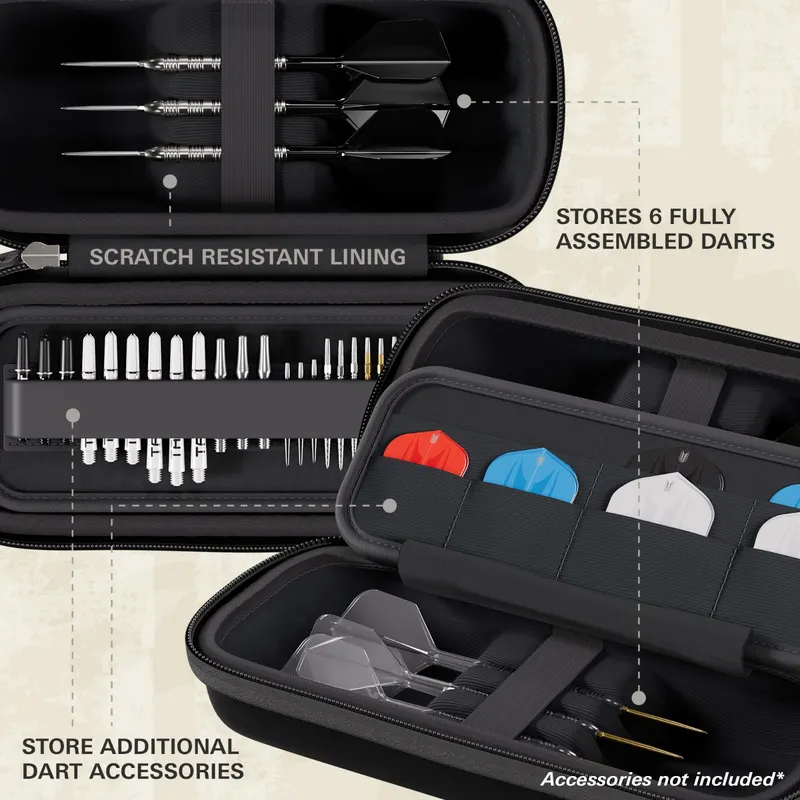 SCRATCH RESISTANT LINING
STORES 6 FULLY
ASSEMBLED DARTS
STORE ADDITIONAL
DART ACCESSORIES
Accessories not included*